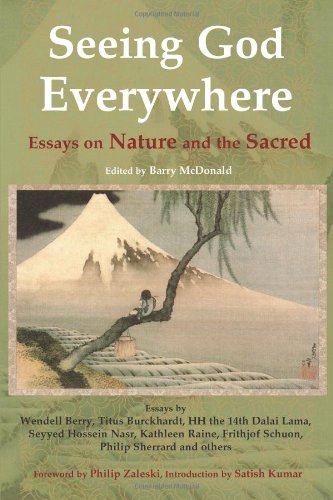 Seeing God
Everywhere
Essays on Nature and the Sacred
Edited by Barry McDonald
Essays by
Wendell Berry, Titus Burckhardt, HH the 14th Dalai Lama,
Seyyed Hossein Nasr, Kathleen Raine, Frithjof Schuon,
Philip Sherrard and others
Foreword by Philip Zaleski, Introduction by Satish Kumar